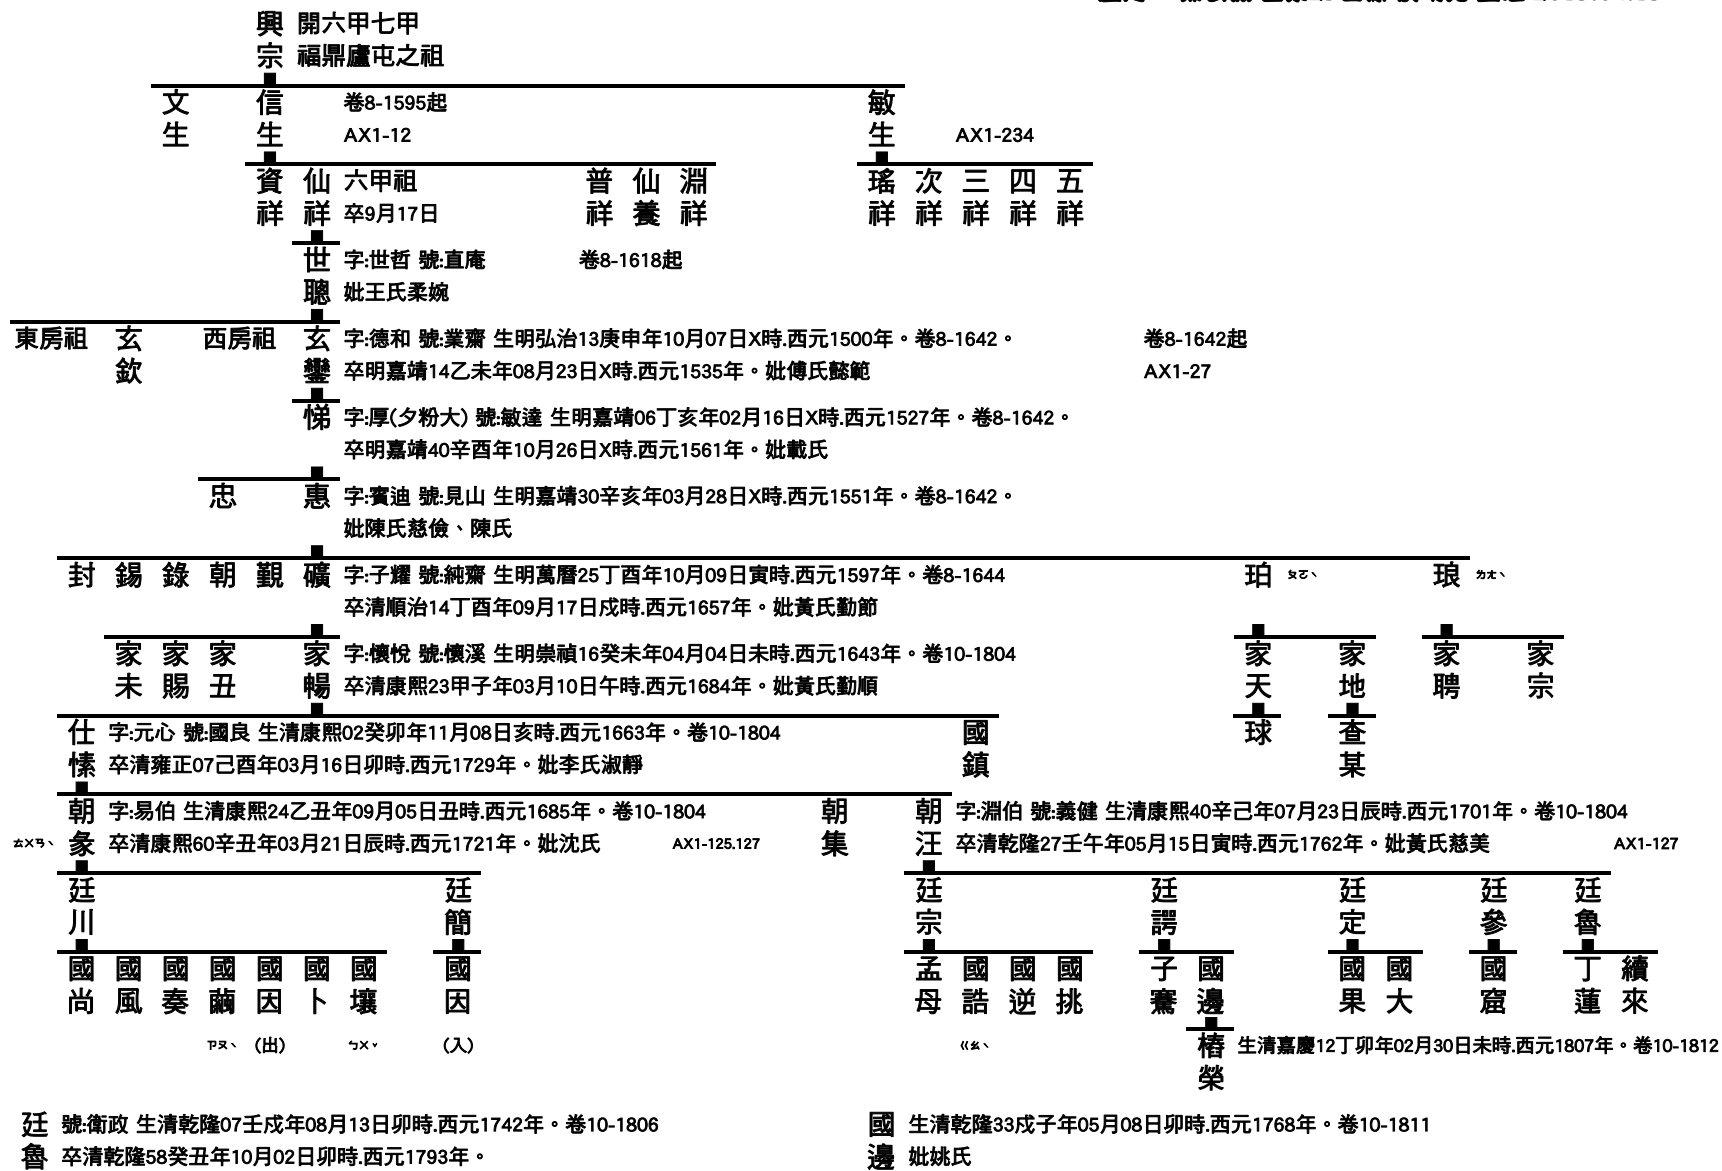 興宗 開六甲七甲
福鼎廬屯之祖
文生 信生 卷8-1595起 敏生
AX1-12 AX1-234
資祥 仙祥 六甲祖 普祥 仙養 淵祥 瑤祥 次祥 三祥 四祥 五祥
卒9月17日
世聰 字:世哲 號:直庵 卷8-1618起
妣王氏柔婉
東房祖 玄欽 西房祖 玄鑾 字:德和 號:業齋 生明弘治13庚申年10月07日X時.西元1500年。卷8-1642。 卷8-1642起
卒明嘉靖14乙未年08月23日X時.西元1535年。妣傅氏懿範 AX1-27
悌 字:厚(夕粉大) 號:敏達 生明嘉靖06丁亥年02月16日X時.西元1527年。卷8-1642。
卒明嘉靖40辛酉年10月26日X時.西元1561年。妣載氏
忠 惠 字:賓迪 號:見山 生明嘉靖30辛亥年03月28日X時.西元1551年。卷8-1642。
妣陳氏慈儉、陳氏
封 錫 錄 朝 觀 礦 字:子耀 號:純齋 生明萬曆25丁酉年10月09日寅時.西元1597年。卷8-1644 珀 ㄆㄛˋ 琅 ㄌㄤˋ
卒清順治14丁酉年09月17日戌時.西元1657年。妣黃氏勤節
家未 家賜 家丑 家暢 字:懷悅 號:懷溪 生明崇禎16癸未年04月04日未時.西元1643年。卷10-1804 家天 家地 家聘 家宗
卒清康熙23甲子年03月10日午時.西元1684年。妣黃氏勤順
仕愫 字:元心 號:國良 生清康熙02癸卯年11月08日亥時.西元1663年。卷10-1804 國鎮 球 查某
卒清雍正07己酉年03月16日卯時.西元1729年。妣李氏淑靜
朝彖 字:易伯 生清康熙24乙丑年09月05日丑時.西元1685年。卷10-1804 朝集 朝汪 字:淵伯 號:義健 生清康熙40辛己年07月23日辰時.西元1701年。卷10-1804
ㄊㄨㄢˋ 卒清康熙60辛丑年03月21日辰時.西元1721年。妣沈氏 AX1-125.127 卒清乾隆27壬午年05月15日寅時.西元1762年。妣黃氏慈美 AX1-127
廷川 廷簡 廷宗 廷諤 廷定 廷參 廷魯
國尚 國風 國奏 國繭 國因 國卜 國壤 國因 孟母 國誥 國逆 國挑 子騫 國邊 國果 國大 國窟 丁蓮 續來
ㄗㄡˋ (出) ㄅㄨˇ (入) ㄍㄠˋ 樁榮 生清嘉慶12丁卯年02月30日未時.西元1807年。卷10-1812
廷魯 號:衛政 生清乾隆07壬戌年08月13日卯時.西元1742年。卷10-1806
卒清乾隆58癸丑年10月02日卯時.西元1793年。
國邊 生清乾隆33戍子年05月08日卯時.西元1768年。卷10-1811
妣姚氏